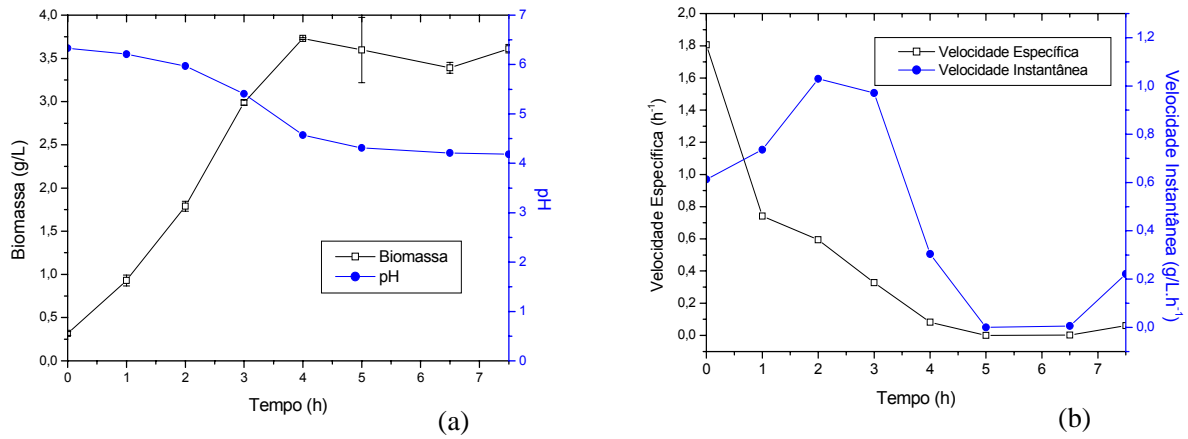 4,0
3,5
3,0
2,5
2,0
1,5
1,0
0,5
0,0
Biomassa (g/L)
0 1 2 3 4 5 6 7
Tempo (h)
7
6
5
4
3
2
1
0
pH
Biomassa
pH
(a)
2,0
1,8
1,6
1,4
1,2
1,0
0,8
0,6
0,4
0,2
0,0
Velocidade Específica (h⁻¹)
0 1 2 3 4 5 6 7
Tempo (h)
1,2
1,0
0,8
0,6
0,4
0,2
0,0
Velocidade Instantânea (g/L.h⁻¹)
Velocidade Específica
Velocidade Instantânea
(b)